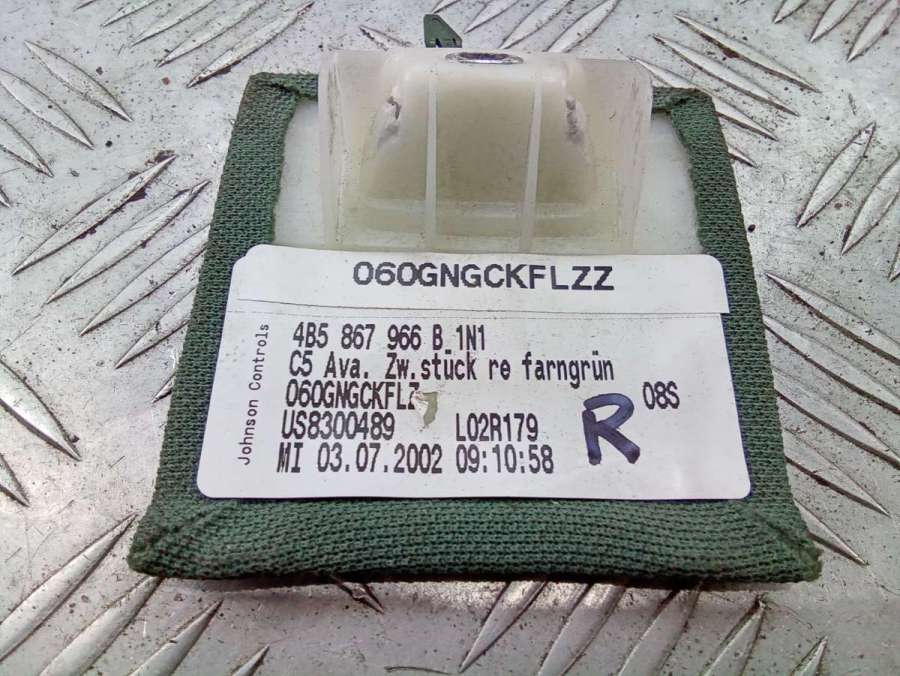 060GNGCKFLZZ
Johnson Controls
4B5 867 966 B 1N1
C5 Ava. Zw.stück re farngrün
060GNGCKFLZ
08S
US8300489 L02R179
R
MI 03.07.2002 09:10:58